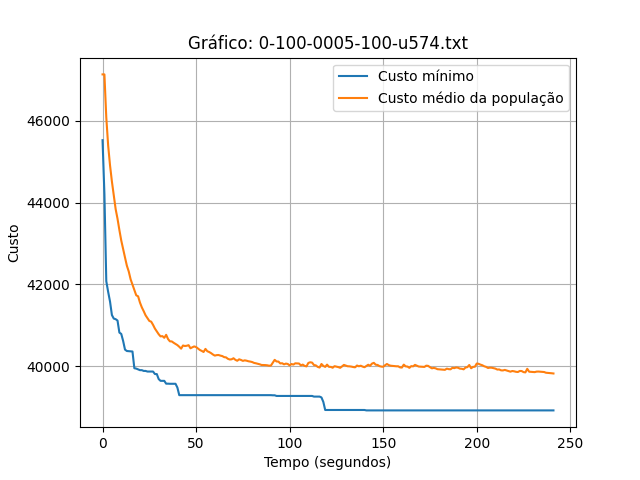 Gráfico: 0-100-0005-100-u574.txt
Custo mínimo
Custo médio da população
46000
44000
42000
40000
Custo
0
50
100
150
200
250
Tempo (segundos)